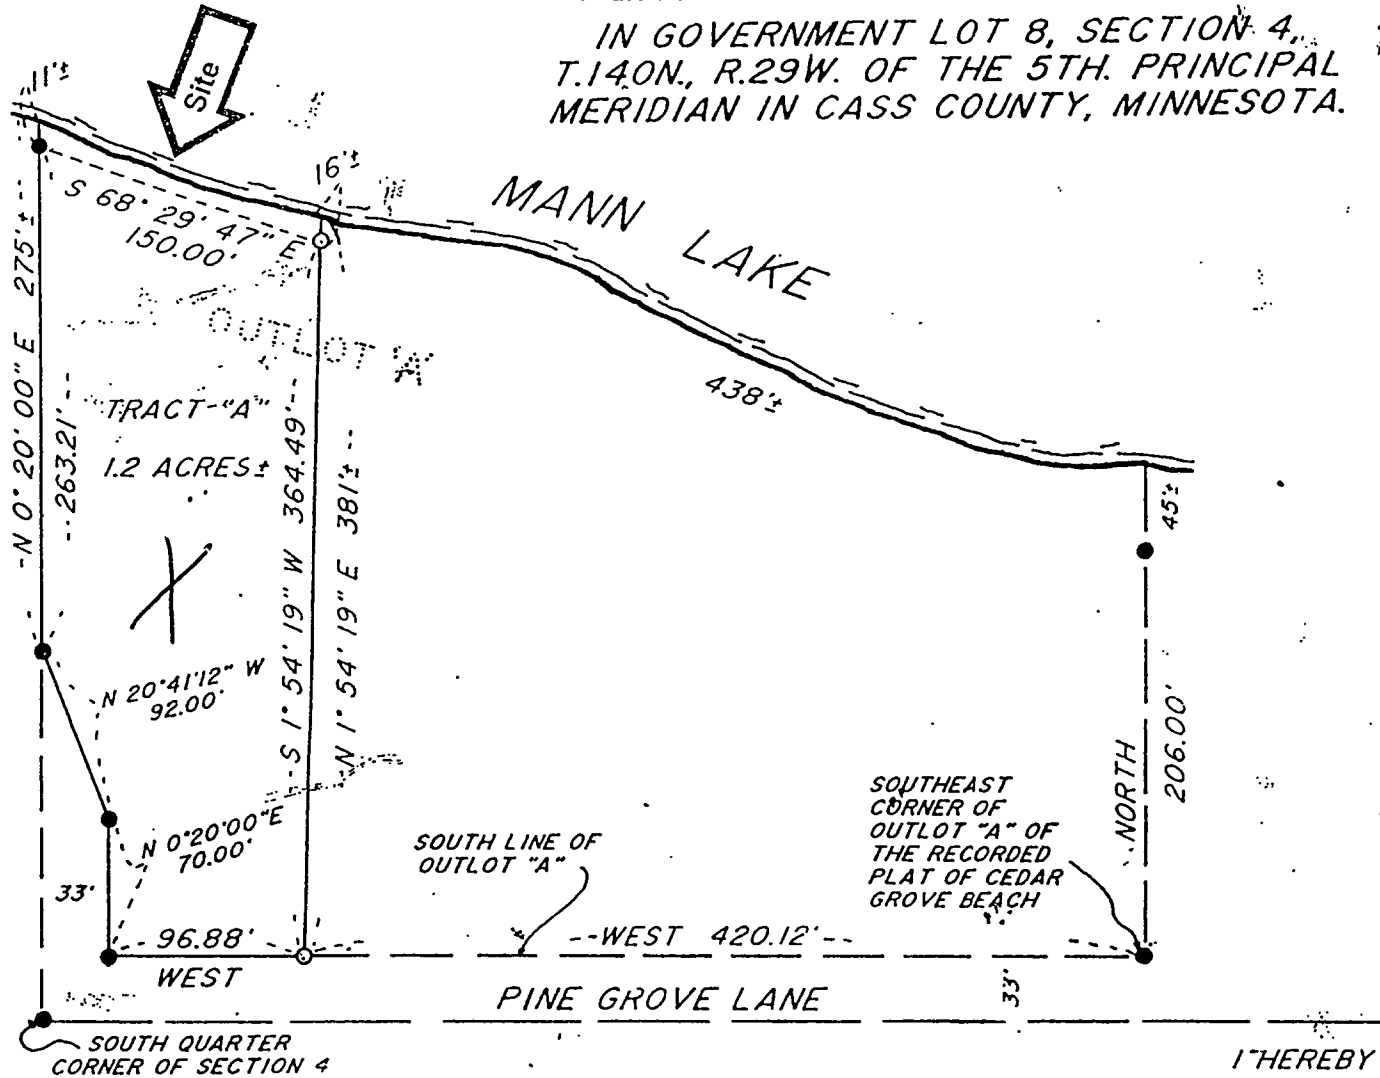 IN GOVERNMENT LOT 8, SECTION 4,
T.140N., R.29W. OF THE 5TH. PRINCIPAL
MERIDIAN IN CASS COUNTY, MINNESOTA.
Site
11'±
16'±
MANN LAKE
S 68° 29' 47" E
150.00'
OUTLOT "A"
438'±
N 0° 20' 00" E 275'±
263.21'
TRACT-"A"
1.2 ACRES±
S 1° 54' 19" W 364.49'
N 1° 54' 19" E 381'±
45'±
N 20°41'12" W
92.00'
N 0°20'00"E
70.00'
33'
SOUTH LINE OF
OUTLOT "A"
SOUTHEAST
CORNER OF
OUTLOT "A" OF
THE RECORDED
PLAT OF CEDAR
GROVE BEACH
NORTH
206.00'
96.88'
WEST
WEST 420.12'
33'
PINE GROVE LANE
SOUTH QUARTER
CORNER OF SECTION 4
I HEREBY